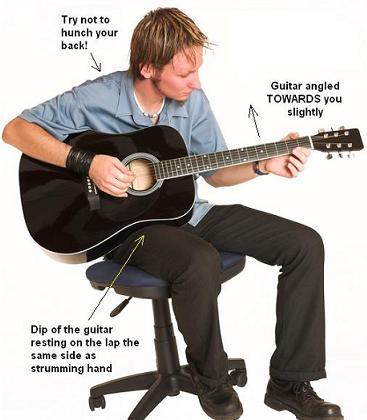 Try not to
hunch your
back!
Guitar angled
TOWARDS you
slightly
Dip of the guitar
resting on the lap the
same side as
strumming hand